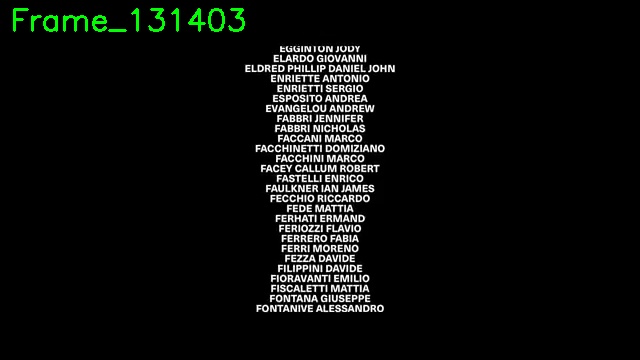 Frame_131403
EGGINTON JODY
ELARDO GIOVANNI
ELDRED PHILLIP DANIEL JOHN
ENRIETTE ANTONIO
ENRIETTI SERGIO
ESPOSITO ANDREA
EVANGELOU ANDREW
FABBRI JENNIFER
FABBRI NICHOLAS
FACCANI MARCO
FACCHINETTI DOMIZIANO
FACCHINI MARCO
FACEY CALLUM ROBERT
FASTELLI ENRICO
FAULKNER IAN JAMES
FECCHIO RICCARDO
FEDE MATTIA
FERHATI ERMAND
FERIOZZI FLAVIO
FERRERO FABIA
FERRI MORENO
FEZZA DAVIDE
FILIPPINI DAVIDE
FIORAVANTI EMILIO
FISCALETTI MATTIA
FONTANA GIUSEPPE
FONTANIVE ALESSANDRO